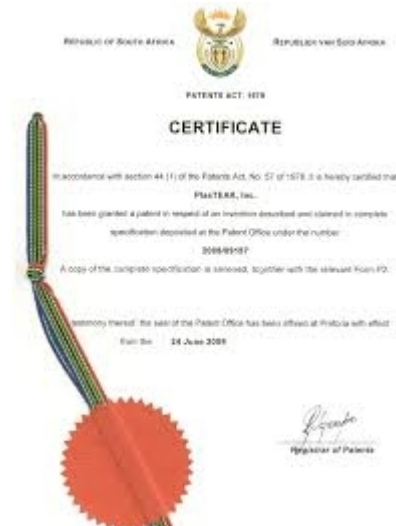 REPUBLIC OF SOUTH AFRICA
REPUBLIEK VAN SUID AFRIKA
PATENTS ACT, 1978
CERTIFICATE
In accordance with section 44 (1) of the Patents Act, No. 57 of 1978, it is hereby certified that
PlasTEAK, Inc.
has been granted a patent in respect of an invention described and claimed in complete
specification deposited at the Patent Office under the number
A copy of the complete specification is annexed, together with the relevant Form P2.
testimony thereof, the seal of the Patent Office has been affixed at Pretoria with effect
from the 24 June 2009
Registrar of Patents